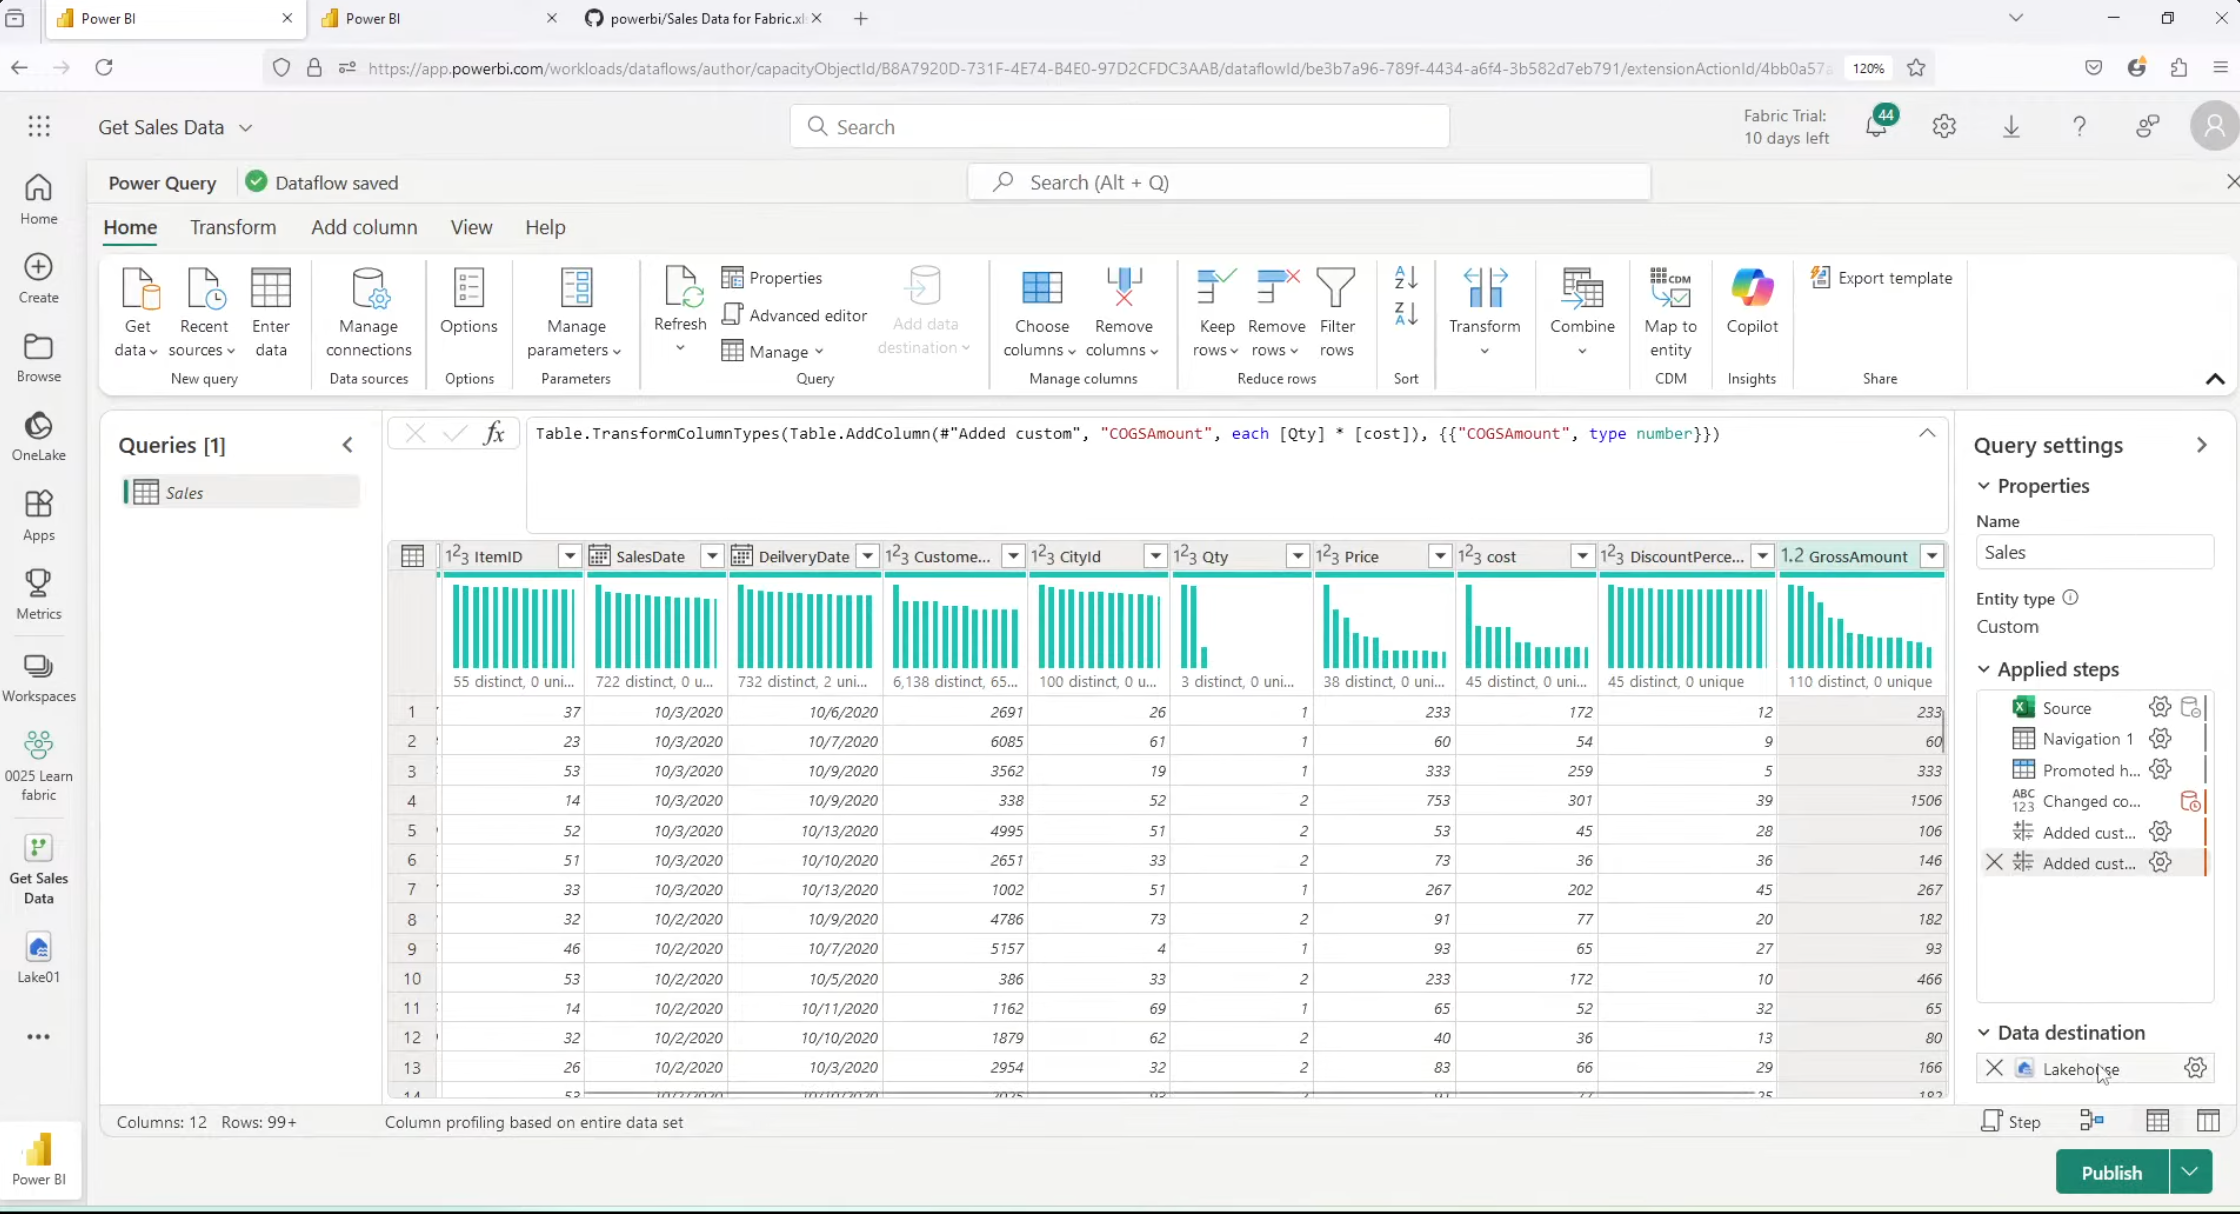 Power BI
Power BI
powerbi/Sales Data for Fabric.xl
https://app.powerbi.com/workloads/dataflows/author/capacityObjectId/B8A7920D-731F-4E74-B4E0-97D2CFDC3AAB/dataflowId/be3b7a96-789f-4434-a6f4-3b582d7eb791/extensionActionId/4bb0a57a
120%
Get Sales Data
Search
Fabric Trial:
10 days left
44
Power Query
Dataflow saved
Search (Alt + Q)
Home
Create
Browse
OneLake
Apps
Metrics
Workspaces
0025 Learn
fabric
Get Sales
Data
Lake01
Power BI
Home Transform Add column View Help
Get
data
Recent
sources
Enter
data
New query
Manage
connections
Data sources
Options
Options
Manage
parameters
Parameters
Refresh
Properties
Advanced editor
Manage
Add data
destination
Query
Choose
columns
Remove
columns
Manage columns
Keep
rows
Remove
rows
Filter
rows
Reduce rows
Sort
Transform
Combine
CDM
Map to
entity
CDM
Copilot
Insights
Export template
Share
Queries [1]
Sales
fx
Table.TransformColumnTypes(Table.AddColumn(#"Added custom", "COGSAmount", each [Qty] * [cost]), {{"COGSAmount", type number}})
1²3 ItemID SalesDate DeilveryDate 1²3 Custome... 1²3 CityId 1²3 Qty 1²3 Price 1²3 cost 1²3 DiscountPerce... 1.2 GrossAmount
55 distinct, 0 uni... 722 distinct, 0 u... 732 distinct, 2 uni... 6,138 distinct, 65... 100 distinct, 0 u... 3 distinct, 0 uni... 38 distinct, 0 uni... 45 distinct, 0 uni... 45 distinct, 0 unique 110 distinct, 0 unique
1 37 10/3/2020 10/6/2020 2691 26 1 233 172 12 233
2 23 10/3/2020 10/7/2020 6085 61 1 60 54 9 60
3 53 10/3/2020 10/9/2020 3562 19 1 333 259 5 333
4 14 10/3/2020 10/9/2020 338 52 2 753 301 39 1506
5 52 10/3/2020 10/13/2020 4995 51 2 53 45 28 106
6 51 10/3/2020 10/10/2020 2651 33 2 73 36 36 146
7 33 10/3/2020 10/13/2020 1002 51 1 267 202 45 267
8 32 10/2/2020 10/9/2020 4786 73 2 91 77 20 182
9 46 10/2/2020 10/7/2020 5157 4 1 93 65 27 93
10 53 10/2/2020 10/5/2020 386 33 2 233 172 10 466
11 14 10/2/2020 10/11/2020 1162 69 1 65 52 32 65
12 32 10/2/2020 10/10/2020 1879 62 2 40 36 13 80
13 26 10/2/2020 10/3/2020 2954 32 2 83 66 29 166
Columns: 12 Rows: 99+
Column profiling based on entire data set
Query settings
Properties
Name
Sales
Entity type
Custom
Applied steps
Source
Navigation 1
Promoted h...
ABC
123
Changed co...
Added cust...
Added cust...
Data destination
Lakehouse
Step
Publish